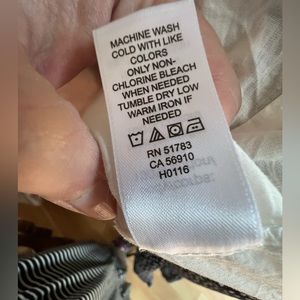 MACHINE WASH
COLD WITH LIKE
COLORS
ONLY NON-
CHLORINE BLEACH
WHEN NEEDED
TUMBLE DRY LOW
WARM IRON IF
NEEDED
RN 51783
CA 56910
H0116